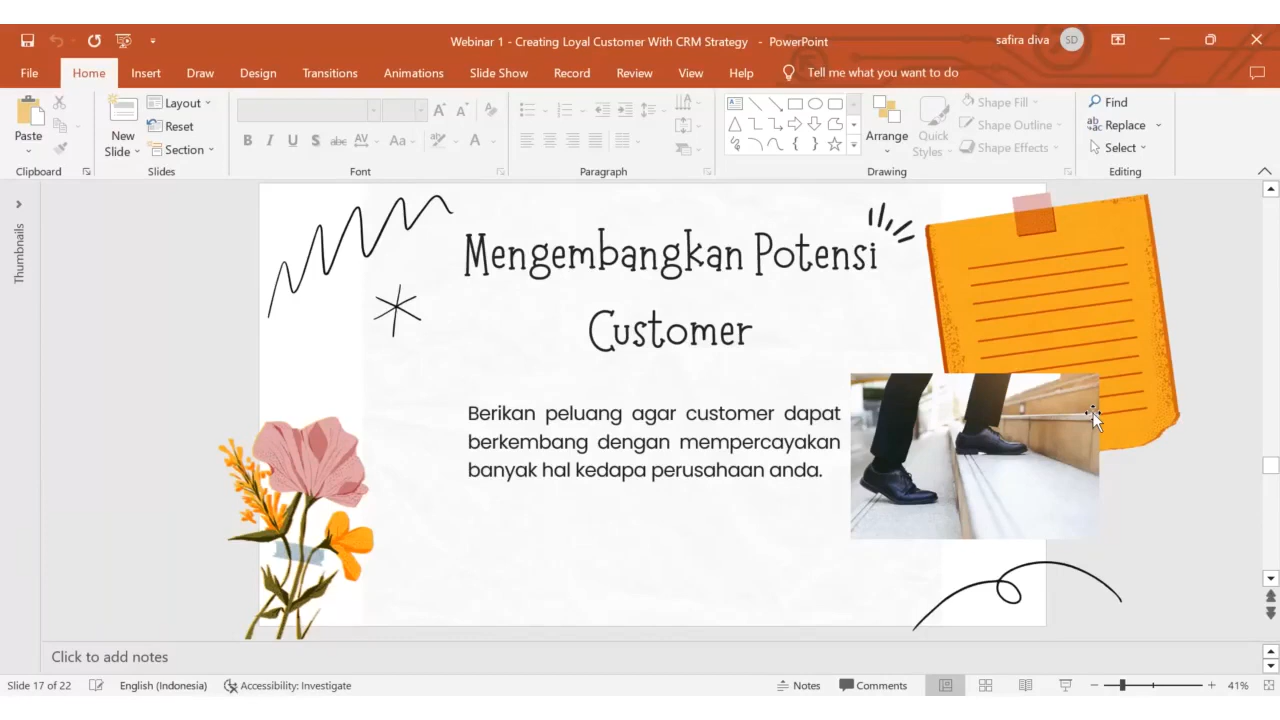 Webinar 1 - Creating Loyal Customer With CRM Strategy - PowerPoint
safira diva
SD
File Home Insert Draw Design Transitions Animations Slide Show Record Review View Help Tell me what you want to do
Paste
Clipboard
New Slide
Layout
Reset
Section
Slides
B I U S abc AV Aa A
Font
Paragraph
Arrange
Quick Styles
Shape Fill
Shape Outline
Shape Effects
Drawing
Find
Replace
Select
Editing
Thumbnails
Mengembangkan Potensi
Customer
Berikan peluang agar customer dapat
berkembang dengan mempercayakan
banyak hal kedapa perusahaan anda.
Click to add notes
Slide 17 of 22 English (Indonesia) Accessibility: Investigate Notes Comments 41%